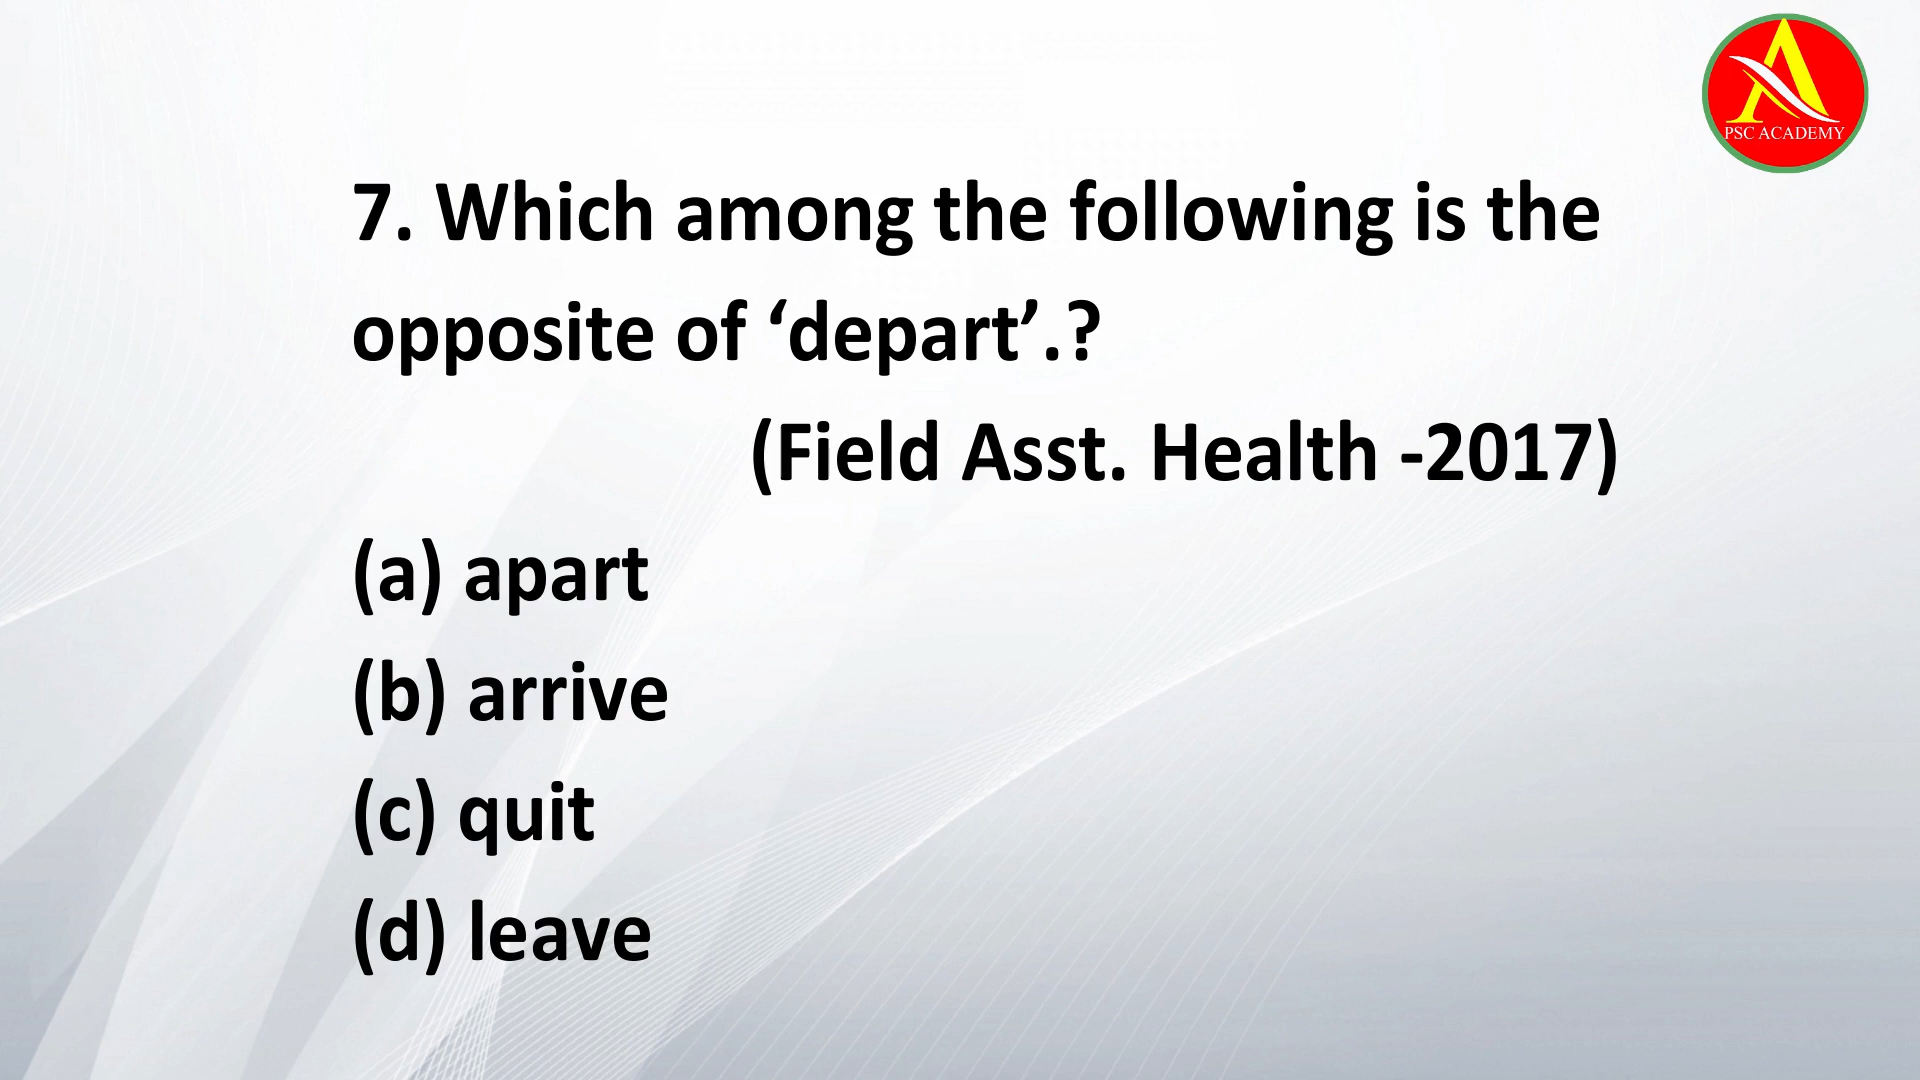 PSC ACADEMY
7. Which among the following is the
opposite of ‘depart’.?
(Field Asst. Health -2017)
(a) apart
(b) arrive
(c) quit
(d) leave